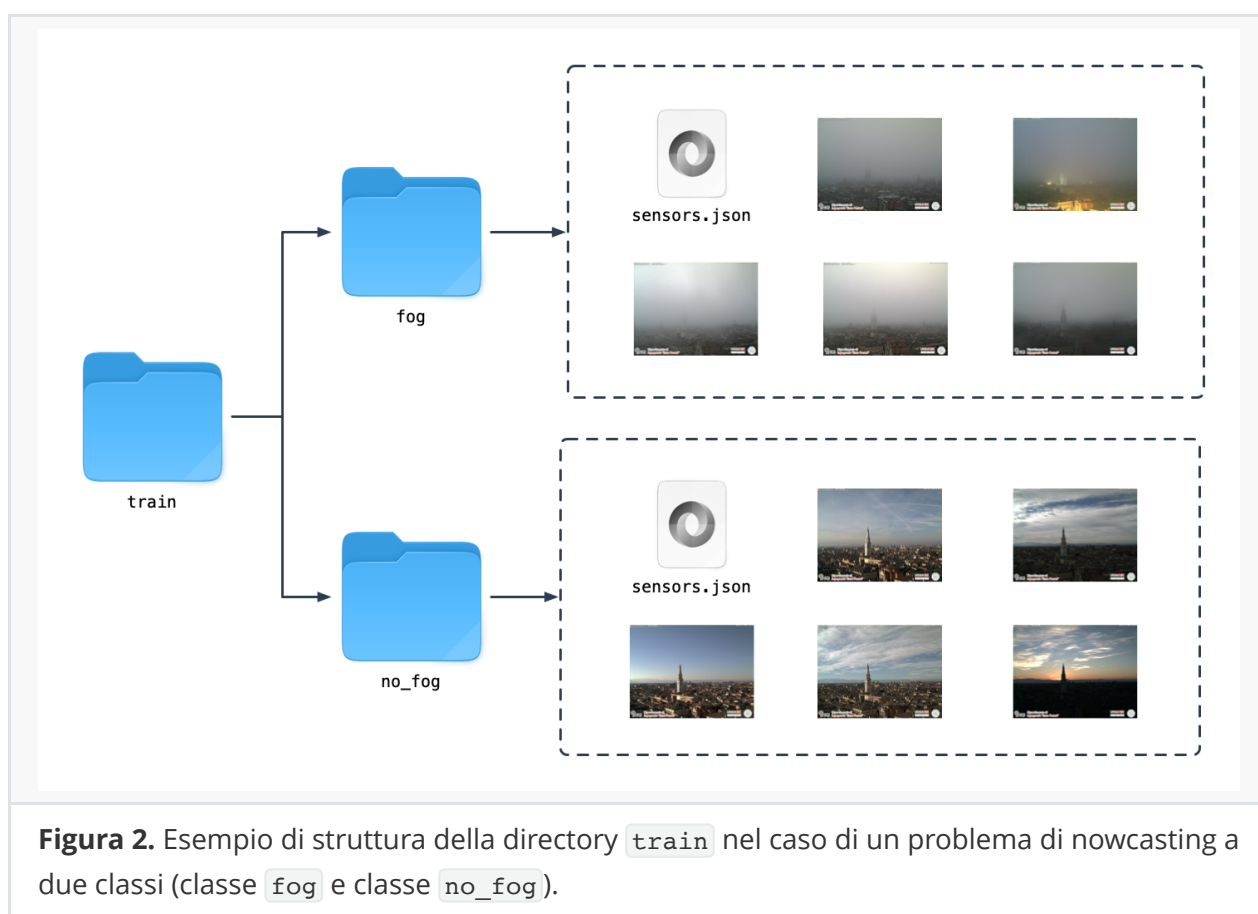 sensors.json
fog
train
sensors.json
no_fog
Figura 2. Esempio di struttura della directory train nel caso di un problema di nowcasting a
due classi (classe fog e classe no_fog).